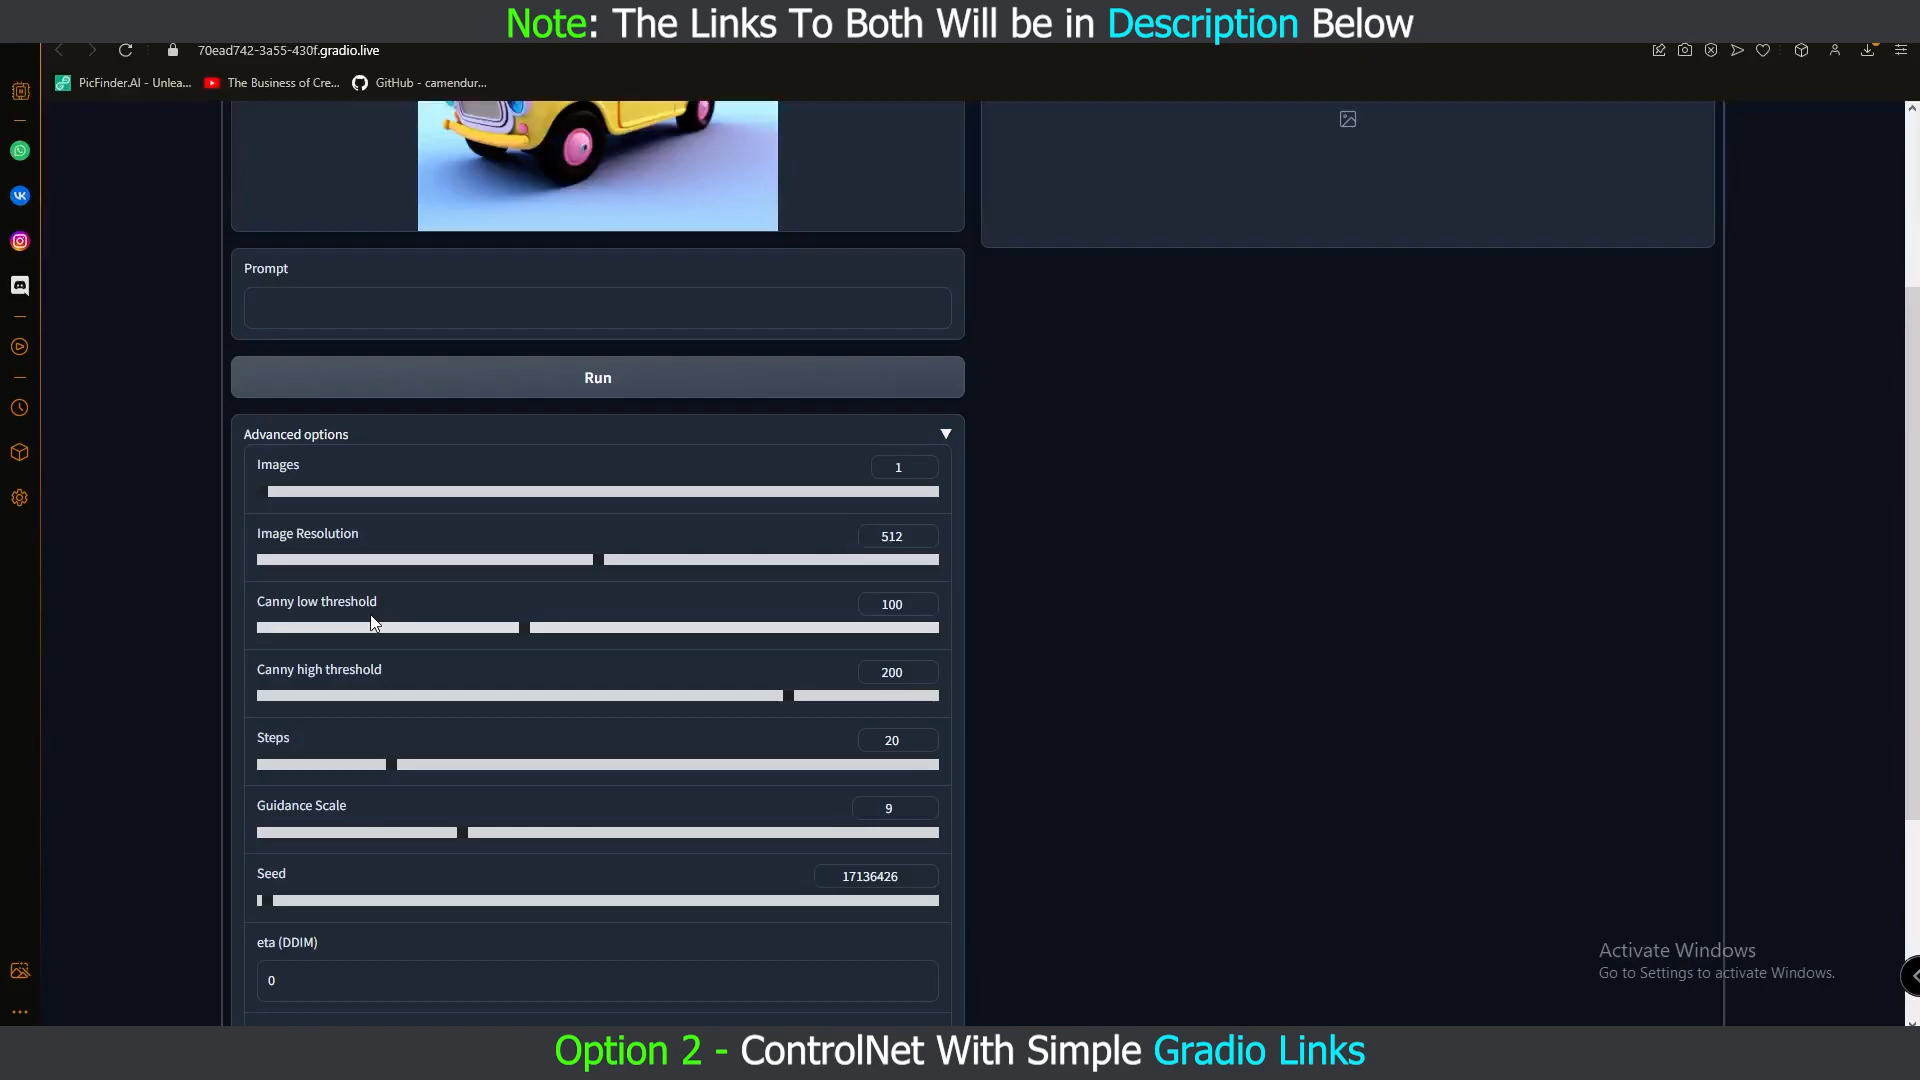 Note: The Links To Both Will be in Description Below
70ead742-3a55-430f.gradio.live
PicFinder.AI - Unlea...
The Business of Cre...
GitHub - camendur...
Prompt
Run
Advanced options
Images
1
Image Resolution
512
Canny low threshold
100
Canny high threshold
200
Steps
20
Guidance Scale
9
Seed
17136426
eta (DDIM)
0
Activate Windows
Go to Settings to activate Windows.
Option 2 - ControlNet With Simple Gradio Links